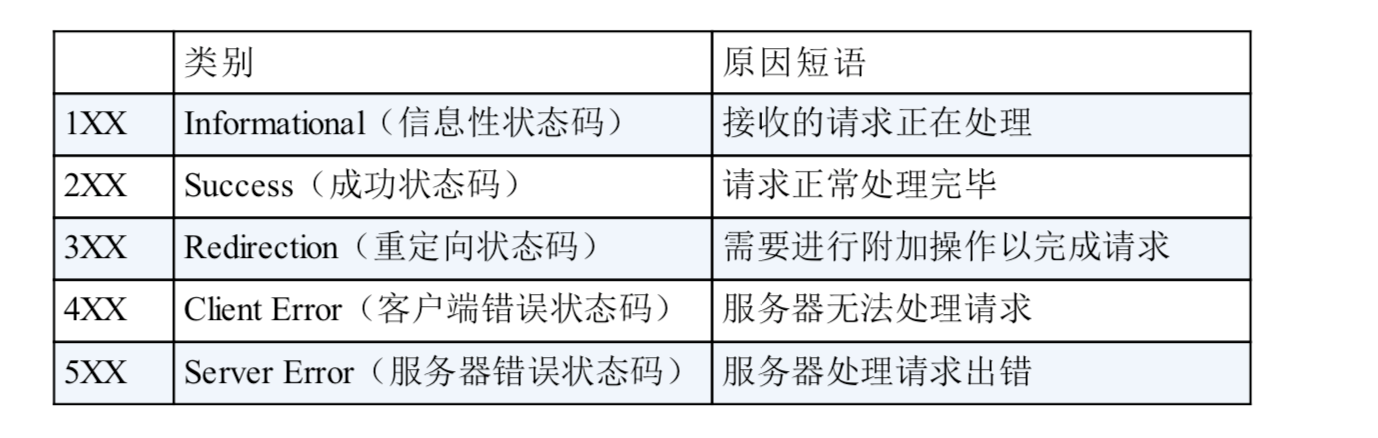 类别 原因短语
1XX Informational（信息性状态码） 接收的请求正在处理
2XX Success（成功状态码） 请求正常处理完毕
3XX Redirection（重定向状态码） 需要进行附加操作以完成请求
4XX Client Error（客户端错误状态码） 服务器无法处理请求
5XX Server Error（服务器错误状态码） 服务器处理请求出错